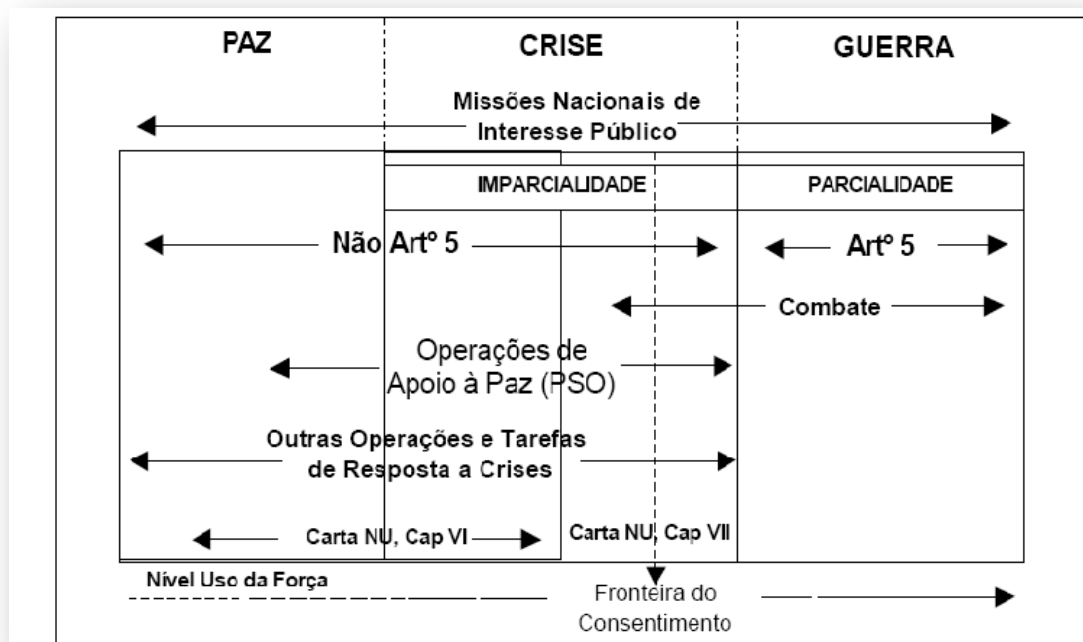 PAZ
CRISE
GUERRA
Missões Nacionais de
Interesse Público
IMPARCIALIDADE
PARCIALIDADE
Não Artº 5
Artº 5
Combate
Operações de
Apoio à Paz (PSO)
Outras Operações e Tarefas
de Resposta a Crises
Carta NU, Cap VI
Carta NU, Cap VII
Nível Uso da Força
Fronteira do
Consentimento